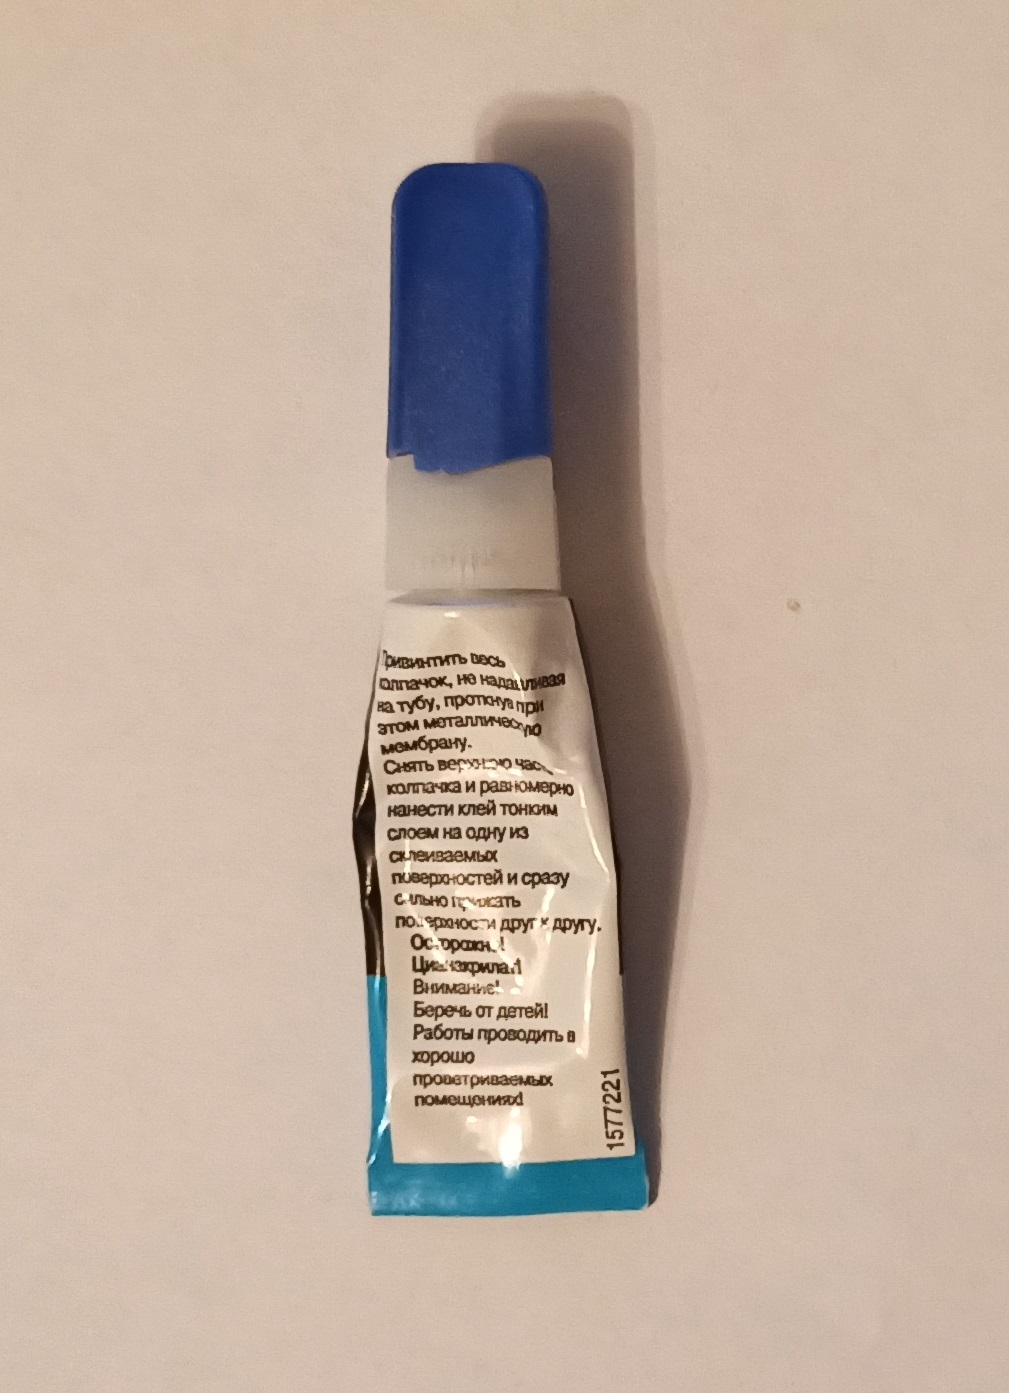 Привинтить весь
колпачок, не надавливая
на тубу, проткнув при
этом металлическую
мембрану.
Снять верхнюю часть
колпачка и равномерно
нанести клей тонким
слоем на одну из
склеиваемых
поверхностей и сразу
сильно прижать
поверхности друг к другу.
Осторожно!
Цианакрилат!
Внимание!
Беречь от детей!
Работы проводить в
хорошо
проветриваемых
помещениях!
1577221